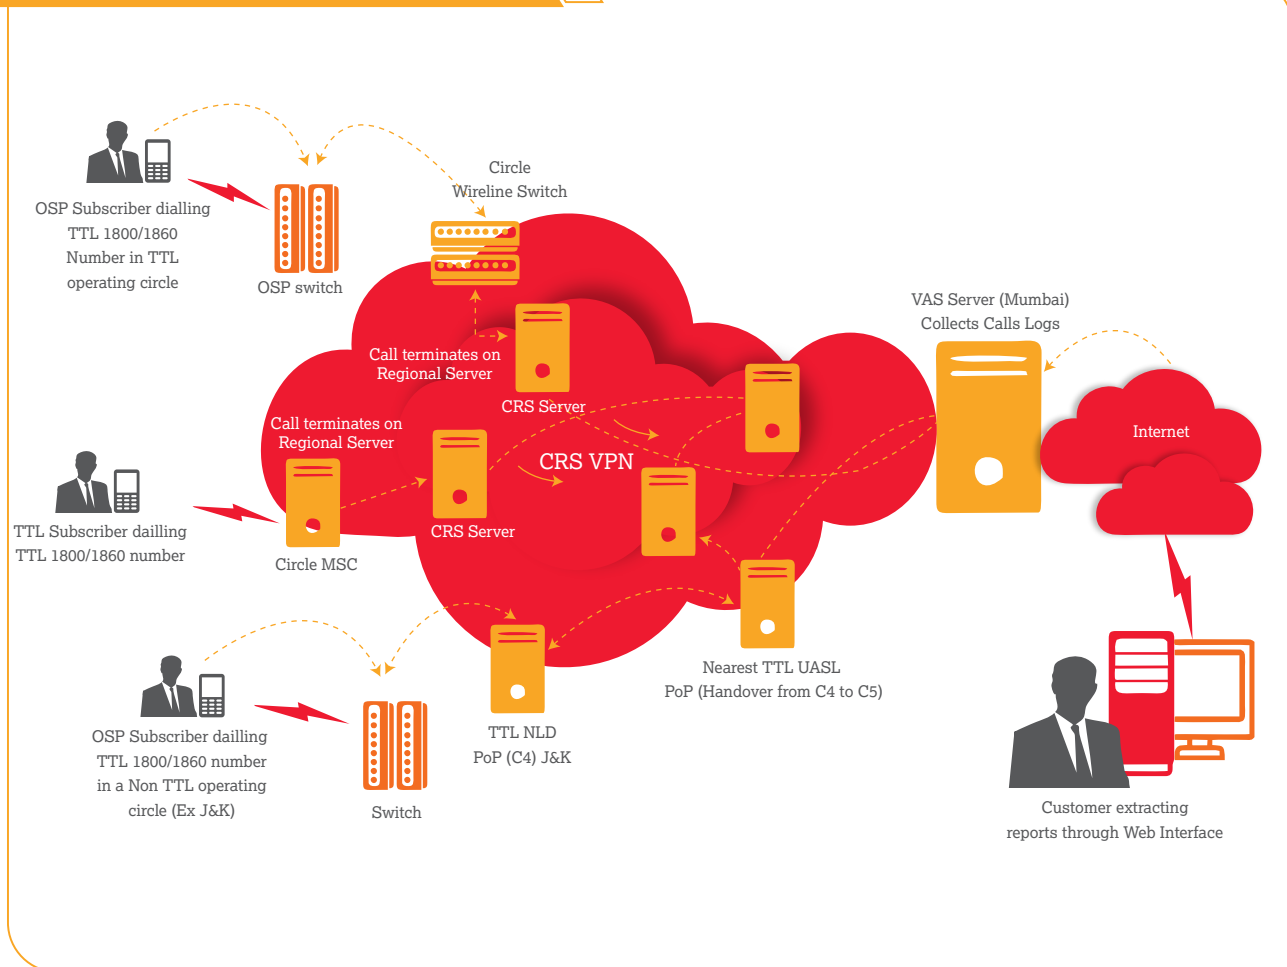 OSP Subscriber dialling
TTL 1800/1860
Number in TTL
operating circle
OSP switch
Circle
Wireline Switch
Call terminates on
Regional Server
CRS Server
Call terminates on
Regional Server
CRS Server
CRS VPN
VAS Server (Mumbai)
Collects Calls Logs
Internet
TTL Subscriber dailling
TTL 1800/1860 number
Circle MSC
OSP Subscriber dailling
TTL 1800/1860 number
in a Non TTL operating
circle (Ex J&K)
Switch
TTL NLD
PoP (C4) J&K
Nearest TTL UASL
PoP (Handover from C4 to C5)
Customer extracting
reports through Web Interface